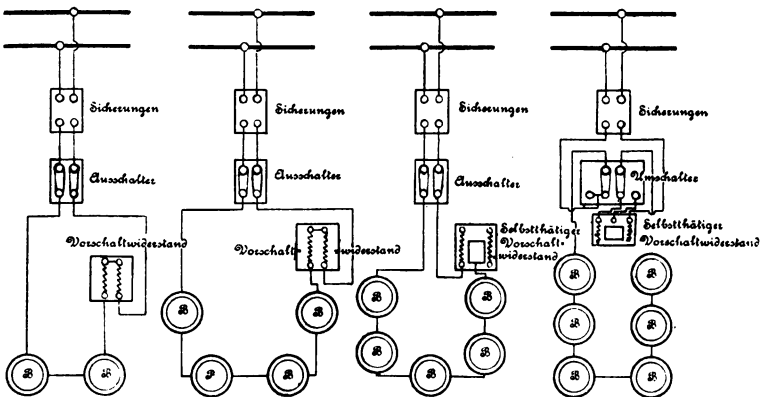 Sicherungen
Ausschalter
Vorschaltwiderstand
B
B
Sicherungen
Ausschalter
Vorschalt-
widerstand
B
B
B
B
Sicherungen
Ausschalter
Selbstthätiger
Vorschalt-
widerstand
B
B
B
B
B
Sicherungen
Umschalter
Selbstthätiger
Vorschaltwiderstand
B
B
B
B
B
B